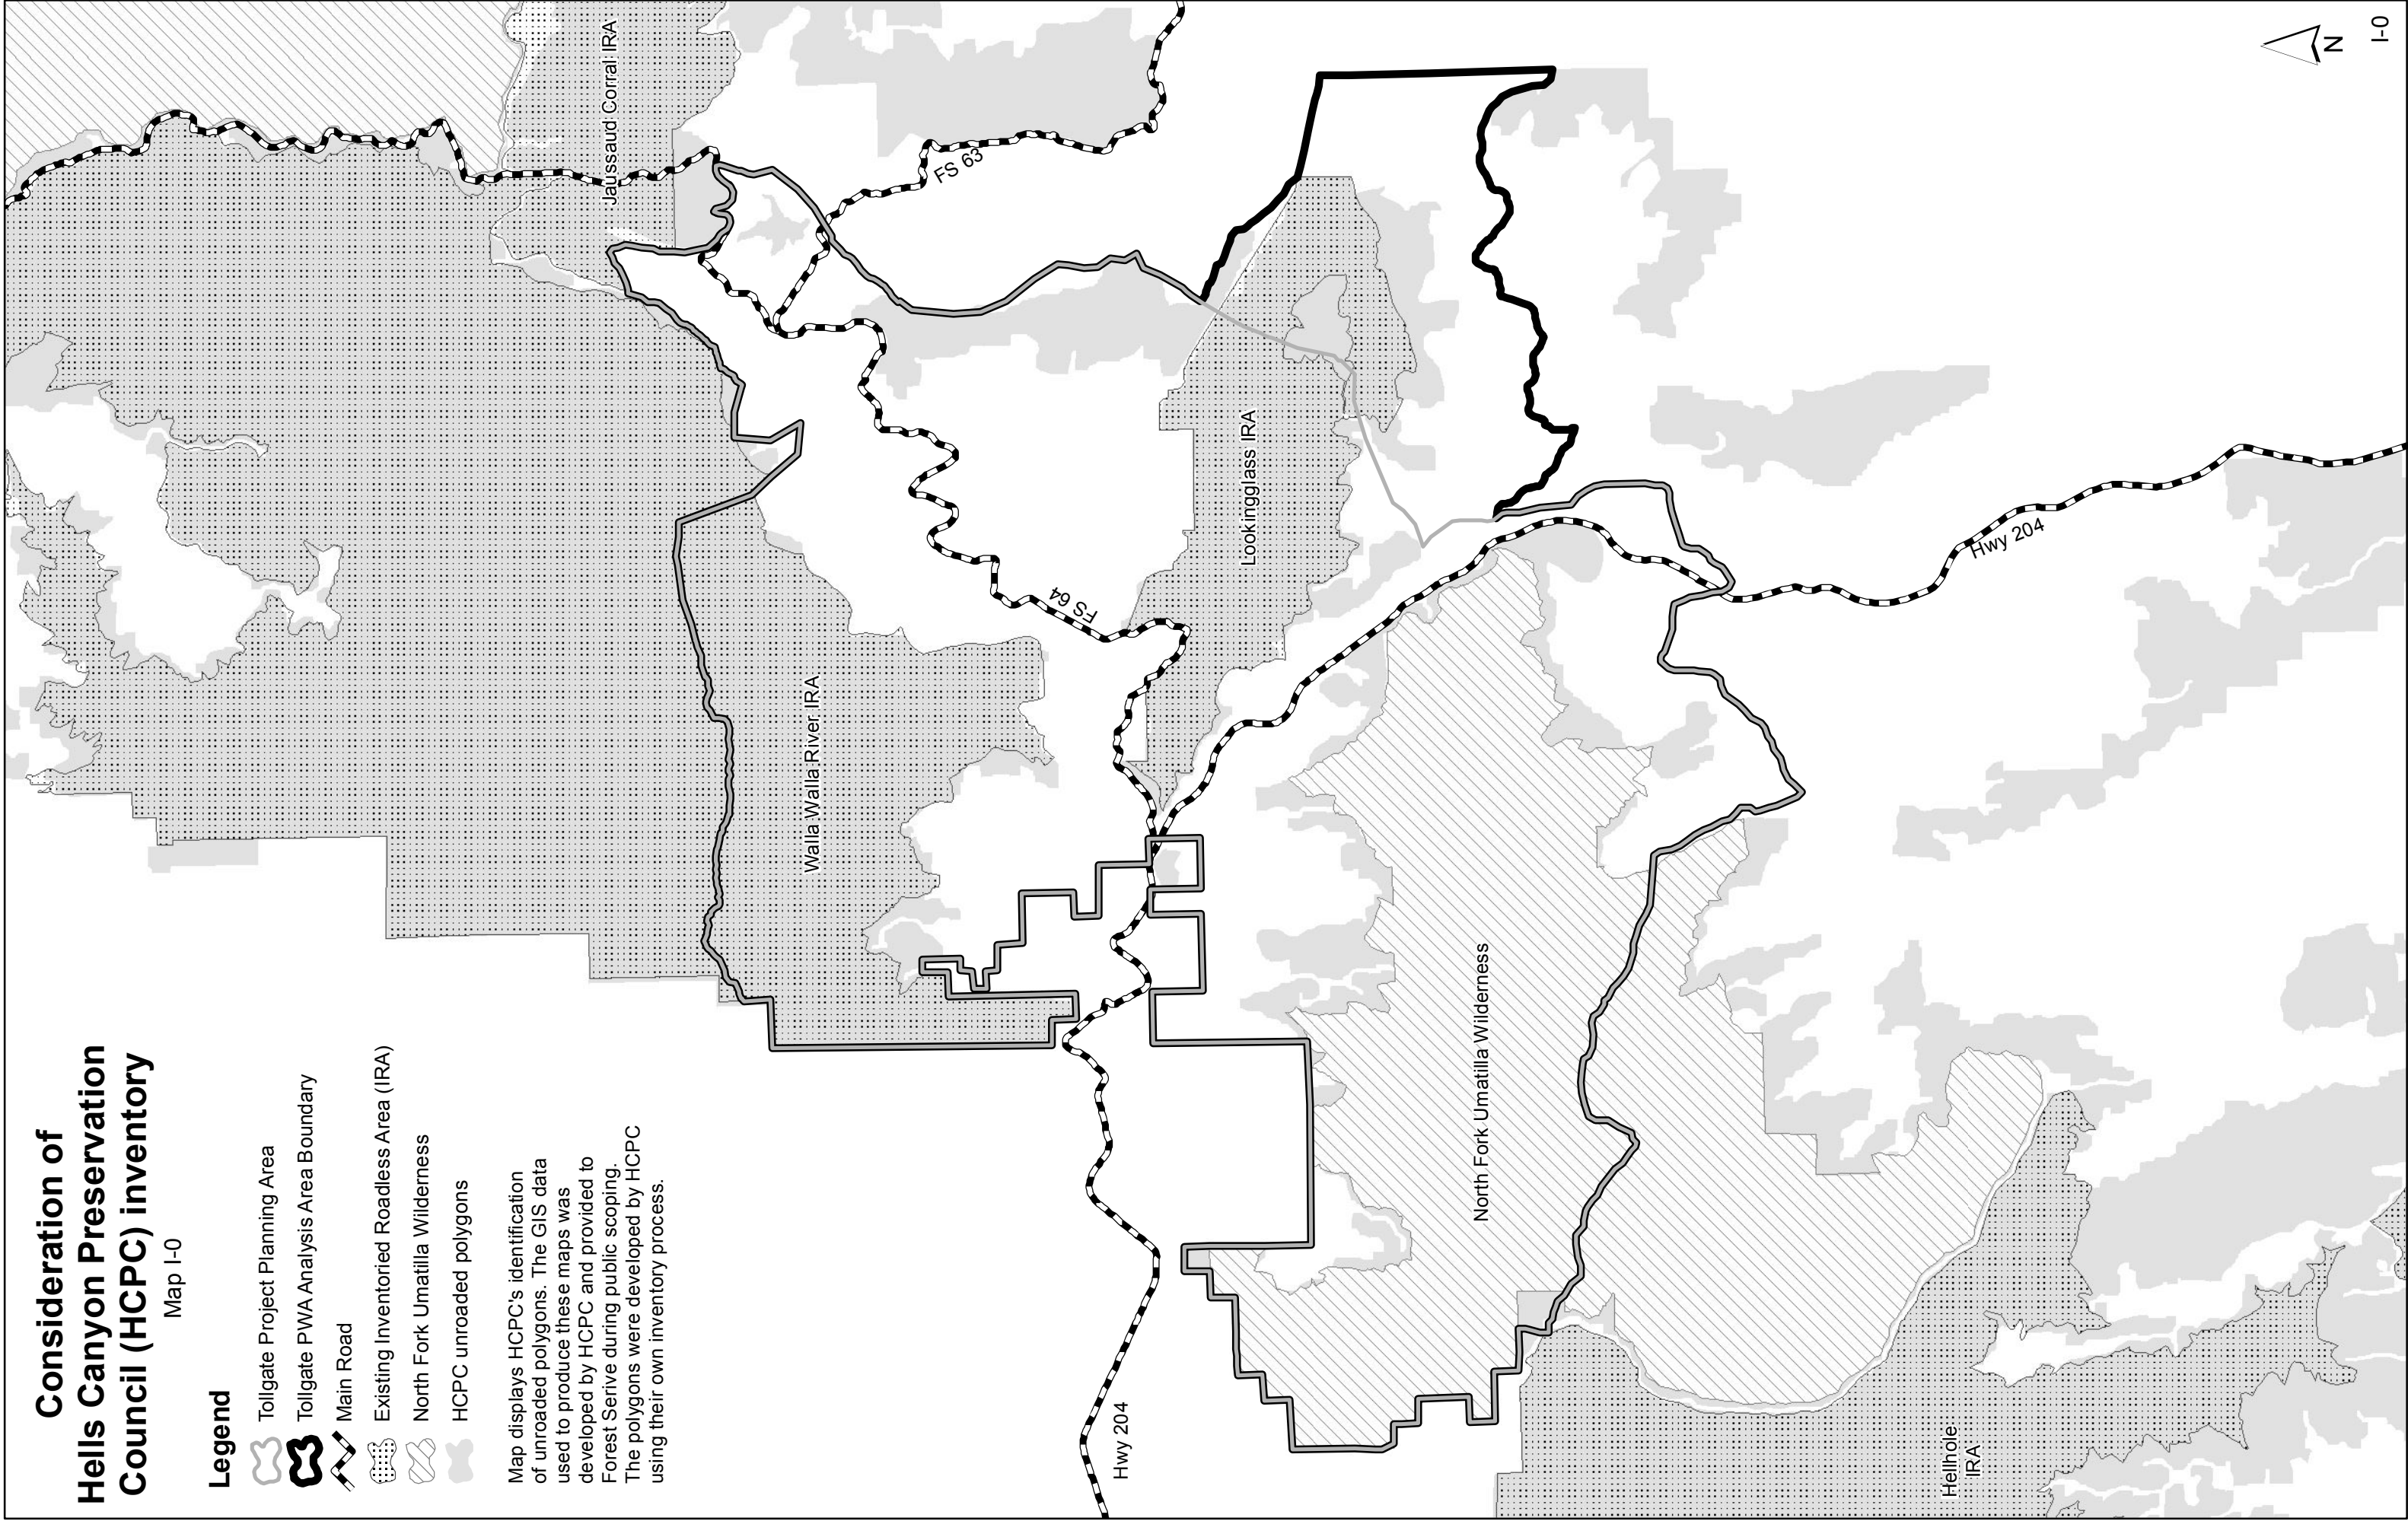 Consideration of
Hells Canyon Preservation
Council (HCPC) inventory
Map I-0
Legend
Tollgate Project Planning Area
Tollgate PWA Analysis Area Boundary
Main Road
Existing Inventoried Roadless Area (IRA)
North Fork Umatilla Wilderness
HCPC unroaded polygons
Map displays HCPC's identification
of unroaded polygons. The GIS data
used to produce these maps was
developed by HCPC and provided to
Forest Serive during public scoping.
The polygons were developed by HCPC
using their own inventory process.
Jaussaud Corral IRA
FS 63
Lookingglass IRA
FS 64
Walla Walla River IRA
Hwy 204
North Fork Umatilla Wilderness
Hwy 204
Hellhole
IRA
N
I-0